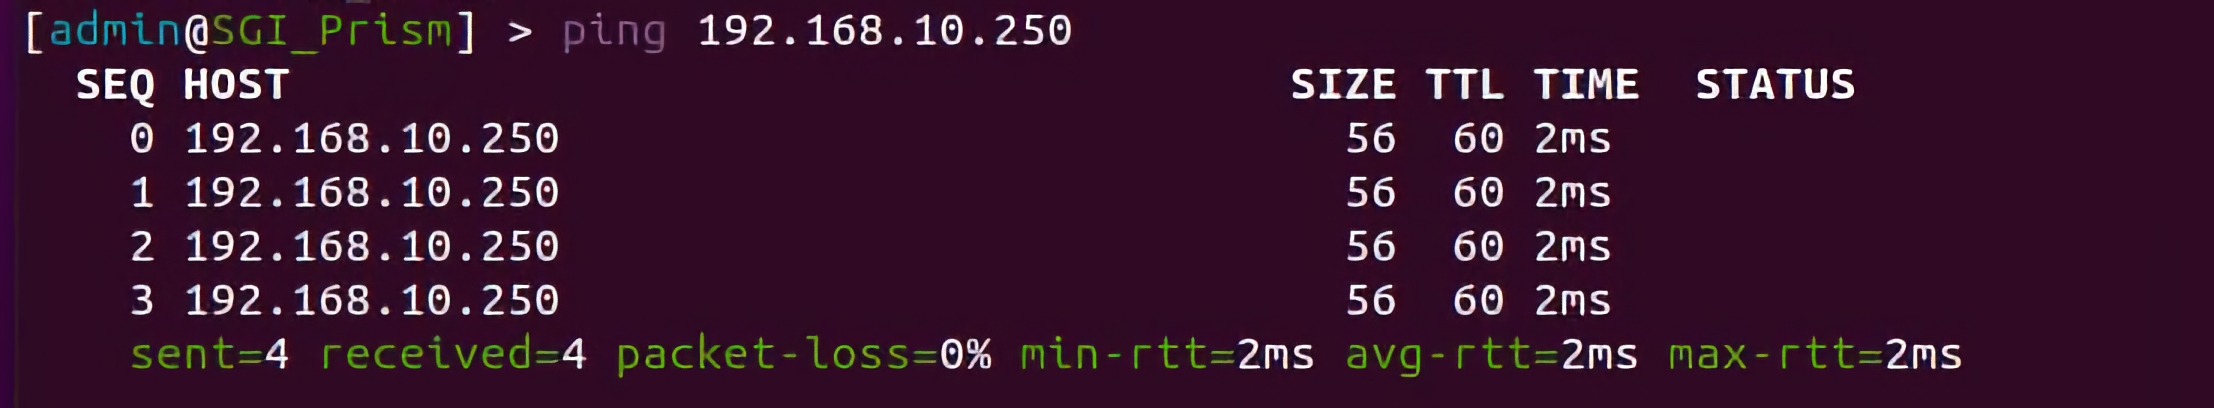 [admin@SGI_Prism] > ping 192.168.10.250
SEQ HOST SIZE TTL TIME STATUS
0 192.168.10.250 56 60 2ms
1 192.168.10.250 56 60 2ms
2 192.168.10.250 56 60 2ms
3 192.168.10.250 56 60 2ms
sent=4 received=4 packet-loss=0% min-rtt=2ms avg-rtt=2ms max-rtt=2ms